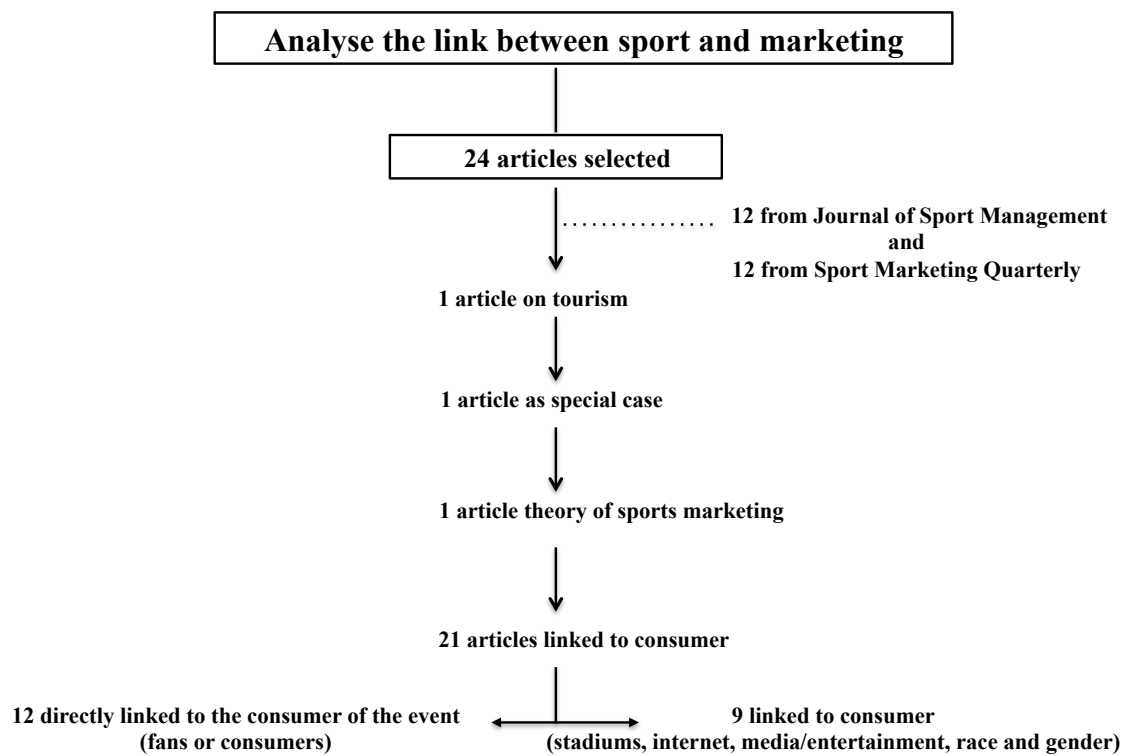 Analyse the link between sport and marketing
24 articles selected
12 from Journal of Sport Management
and
12 from Sport Marketing Quarterly
1 article on tourism
1 article as special case
1 article theory of sports marketing
21 articles linked to consumer
12 directly linked to the consumer of the event
(fans or consumers)
9 linked to consumer
(stadiums, internet, media/entertainment, race and gender)